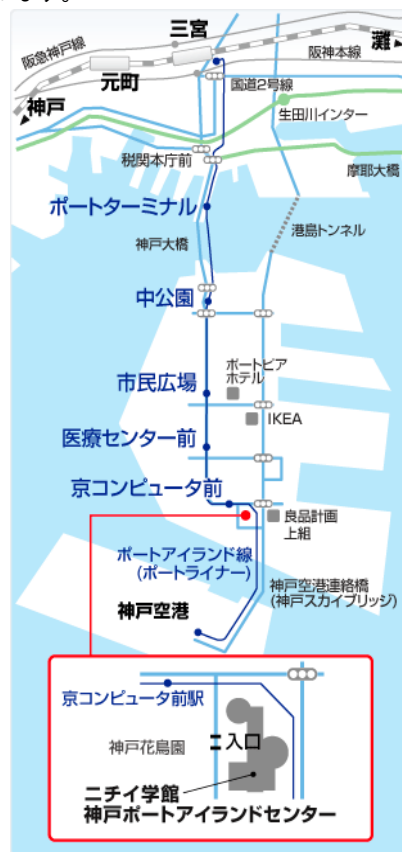 ます。
三宮
阪急神戸線
灘
元町
阪神本線
国道2号線
神戸
生田川インター
税関本庁前
摩耶大橋
ポートターミナル
港島トンネル
神戸大橋
中公園
ポートピア
ホテル
市民広場
IKEA
医療センター前
京コンピュータ前
良品計画
上組
ポートアイランド線
(ポートライナー)
神戸空港連絡橋
(神戸スカイブリッジ)
神戸空港
京コンピュータ前駅
神戸花鳥園
入口
ニチイ学館
神戸ポートアイランドセンター